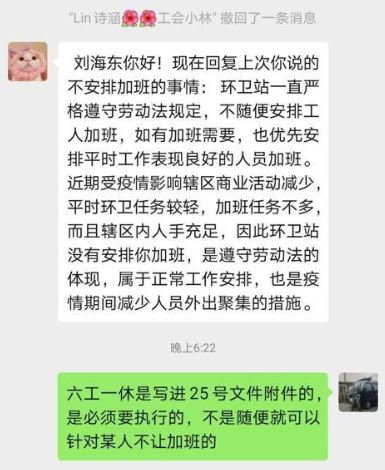 "Lin 诗涵🌺🌺工会小林" 撤回了一条消息
刘海东你好！现在回复上次你说的
不安排加班的事情： 环卫站一直严
格遵守劳动法规定，不随便安排工
人加班，如有加班需要，也优先安
排平时工作表现良好的人员加班。
近期受疫情影响辖区商业活动减少，
平时环卫任务较轻，加班任务不多，
而且辖区内人手充足，因此环卫站
没有安排你加班，是遵守劳动法的
体现，属于正常工作安排，也是疫
情期间减少人员外出聚集的措施。
晚上6:22
六工一休是写进 25 号文件附件的，
是必须要执行的，不是随便就可以
针对某人不让加班的